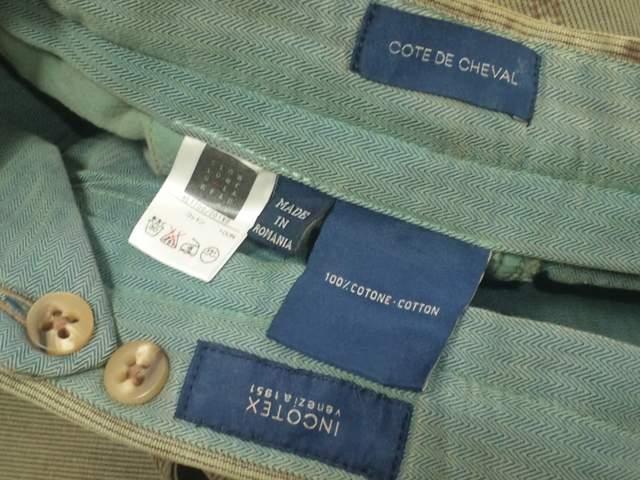 COTE DE CHEVAL
MADE
IN
ROMANIA
100% COTONE - COTTON
INCOTEX
venezia 1951